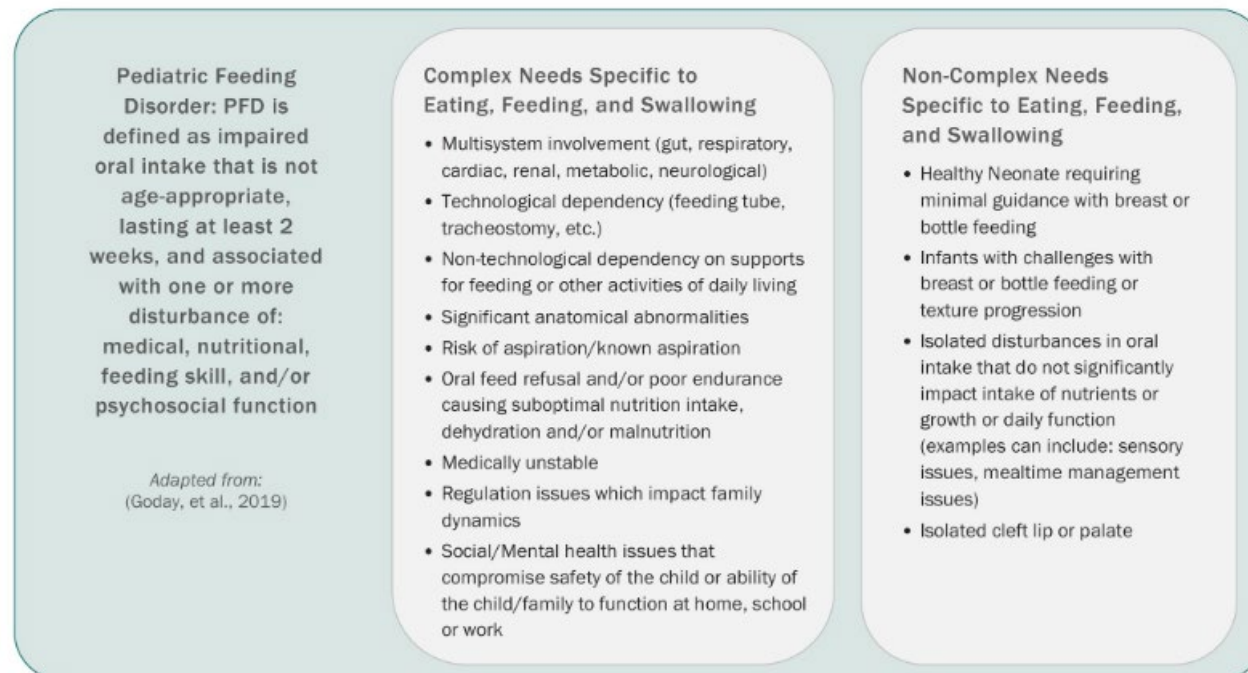 Pediatric Feeding
Disorder: PFD is
defined as impaired
oral intake that is not
age-appropriate,
lasting at least 2
weeks, and associated
with one or more
disturbance of:
medical, nutritional,
feeding skill, and/or
psychosocial function
Adapted from:
(Goday, et al., 2019)
Complex Needs Specific to
Eating, Feeding, and Swallowing
• Multisystem involvement (gut, respiratory,
cardiac, renal, metabolic, neurological)
• Technological dependency (feeding tube,
tracheostomy, etc.)
• Non-technological dependency on supports
for feeding or other activities of daily living
• Significant anatomical abnormalities
• Risk of aspiration/known aspiration
• Oral feed refusal and/or poor endurance
causing suboptimal nutrition intake,
dehydration and/or malnutrition
• Medically unstable
• Regulation issues which impact family
dynamics
• Social/Mental health issues that
compromise safety of the child or ability of
the child/family to function at home, school
or work
Non-Complex Needs
Specific to Eating, Feeding,
and Swallowing
• Healthy Neonate requiring
minimal guidance with breast or
bottle feeding
• Infants with challenges with
breast or bottle feeding or
texture progression
• Isolated disturbances in oral
intake that do not significantly
impact intake of nutrients or
growth or daily function
(examples can include: sensory
issues, mealtime management
issues)
• Isolated cleft lip or palate